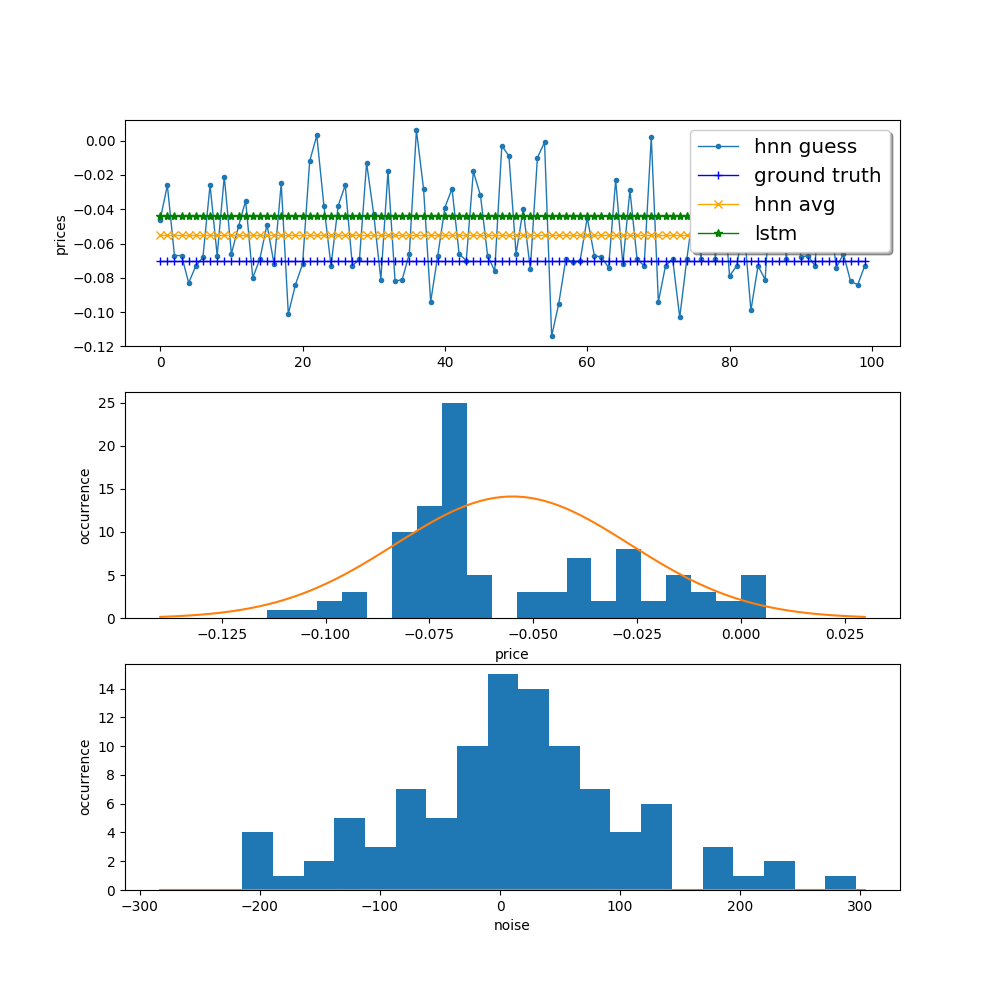 0.00
−0.02
−0.04
−0.06
−0.08
−0.10
−0.12
prices
hnn guess
ground truth
hnn avg
lstm
0 20 40 60 80 100
25
20
15
10
5
0
occurrence
−0.125 −0.100 −0.075 −0.050 −0.025 0.000 0.025
price
14
12
10
8
6
4
2
0
occurrence
−300 −200 −100 0 100 200 300
noise